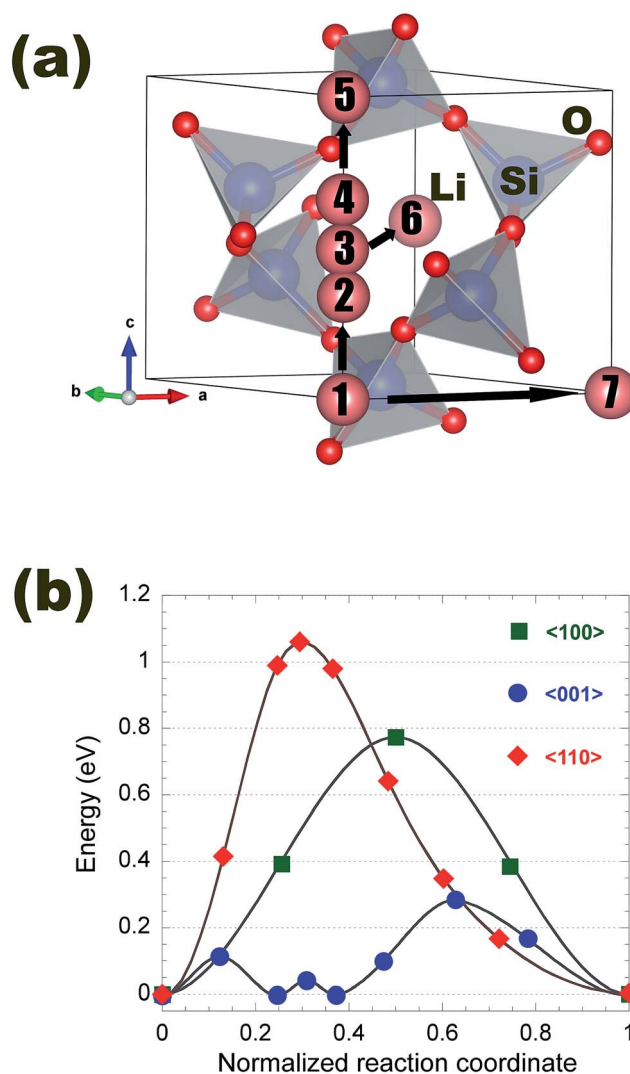 (a)
5
O
4
Li
Si
6
3
2
c
b
a
1
7
(b)
1.2
1
0.8
0.6
0.4
0.2
0
Energy (eV)
<100>
<001>
<110>
0 0.2 0.4 0.6 0.8 1
Normalized reaction coordinate